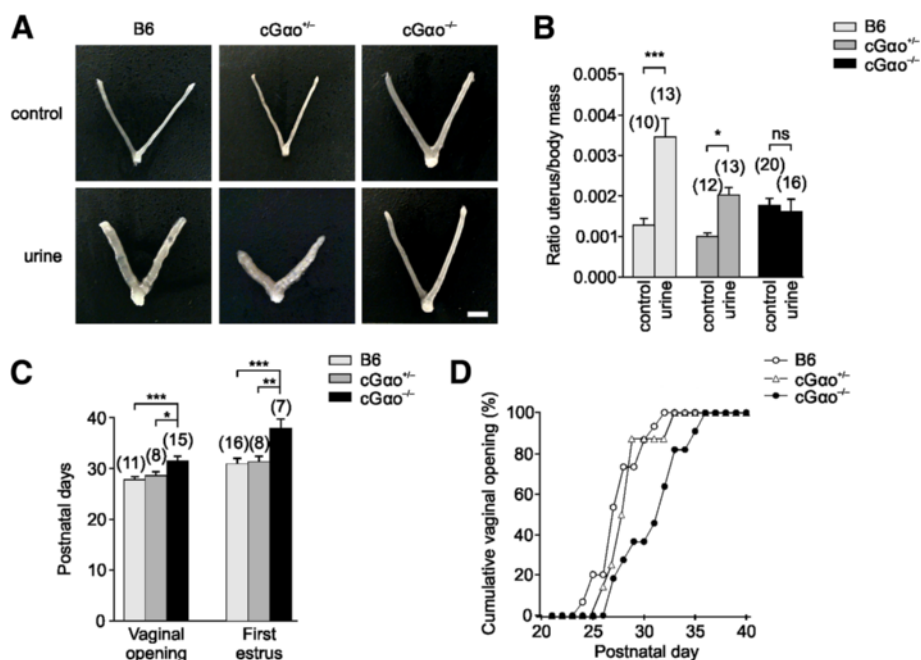 A
B6
cGαo+/–
cGαo–/–
control
urine
B
B6
cGαo+/–
cGαo–/–
Ratio uterus/body mass
0.005
0.004
0.003
0.002
0.001
0.000
***
(10)
(13)
*
(12)
(13)
ns
(20)
(16)
control
urine
control
urine
control
urine
C
B6
cGαo+/–
cGαo–/–
Postnatal days
40
30
20
10
0
***
*
(11)
(8)
(15)
***
**
(16)
(8)
(7)
Vaginal
opening
First
estrus
D
B6
cGαo+/–
cGαo–/–
Cumulative vaginal opening (%)
100
80
60
40
20
0
20
25
30
35
40
Postnatal day